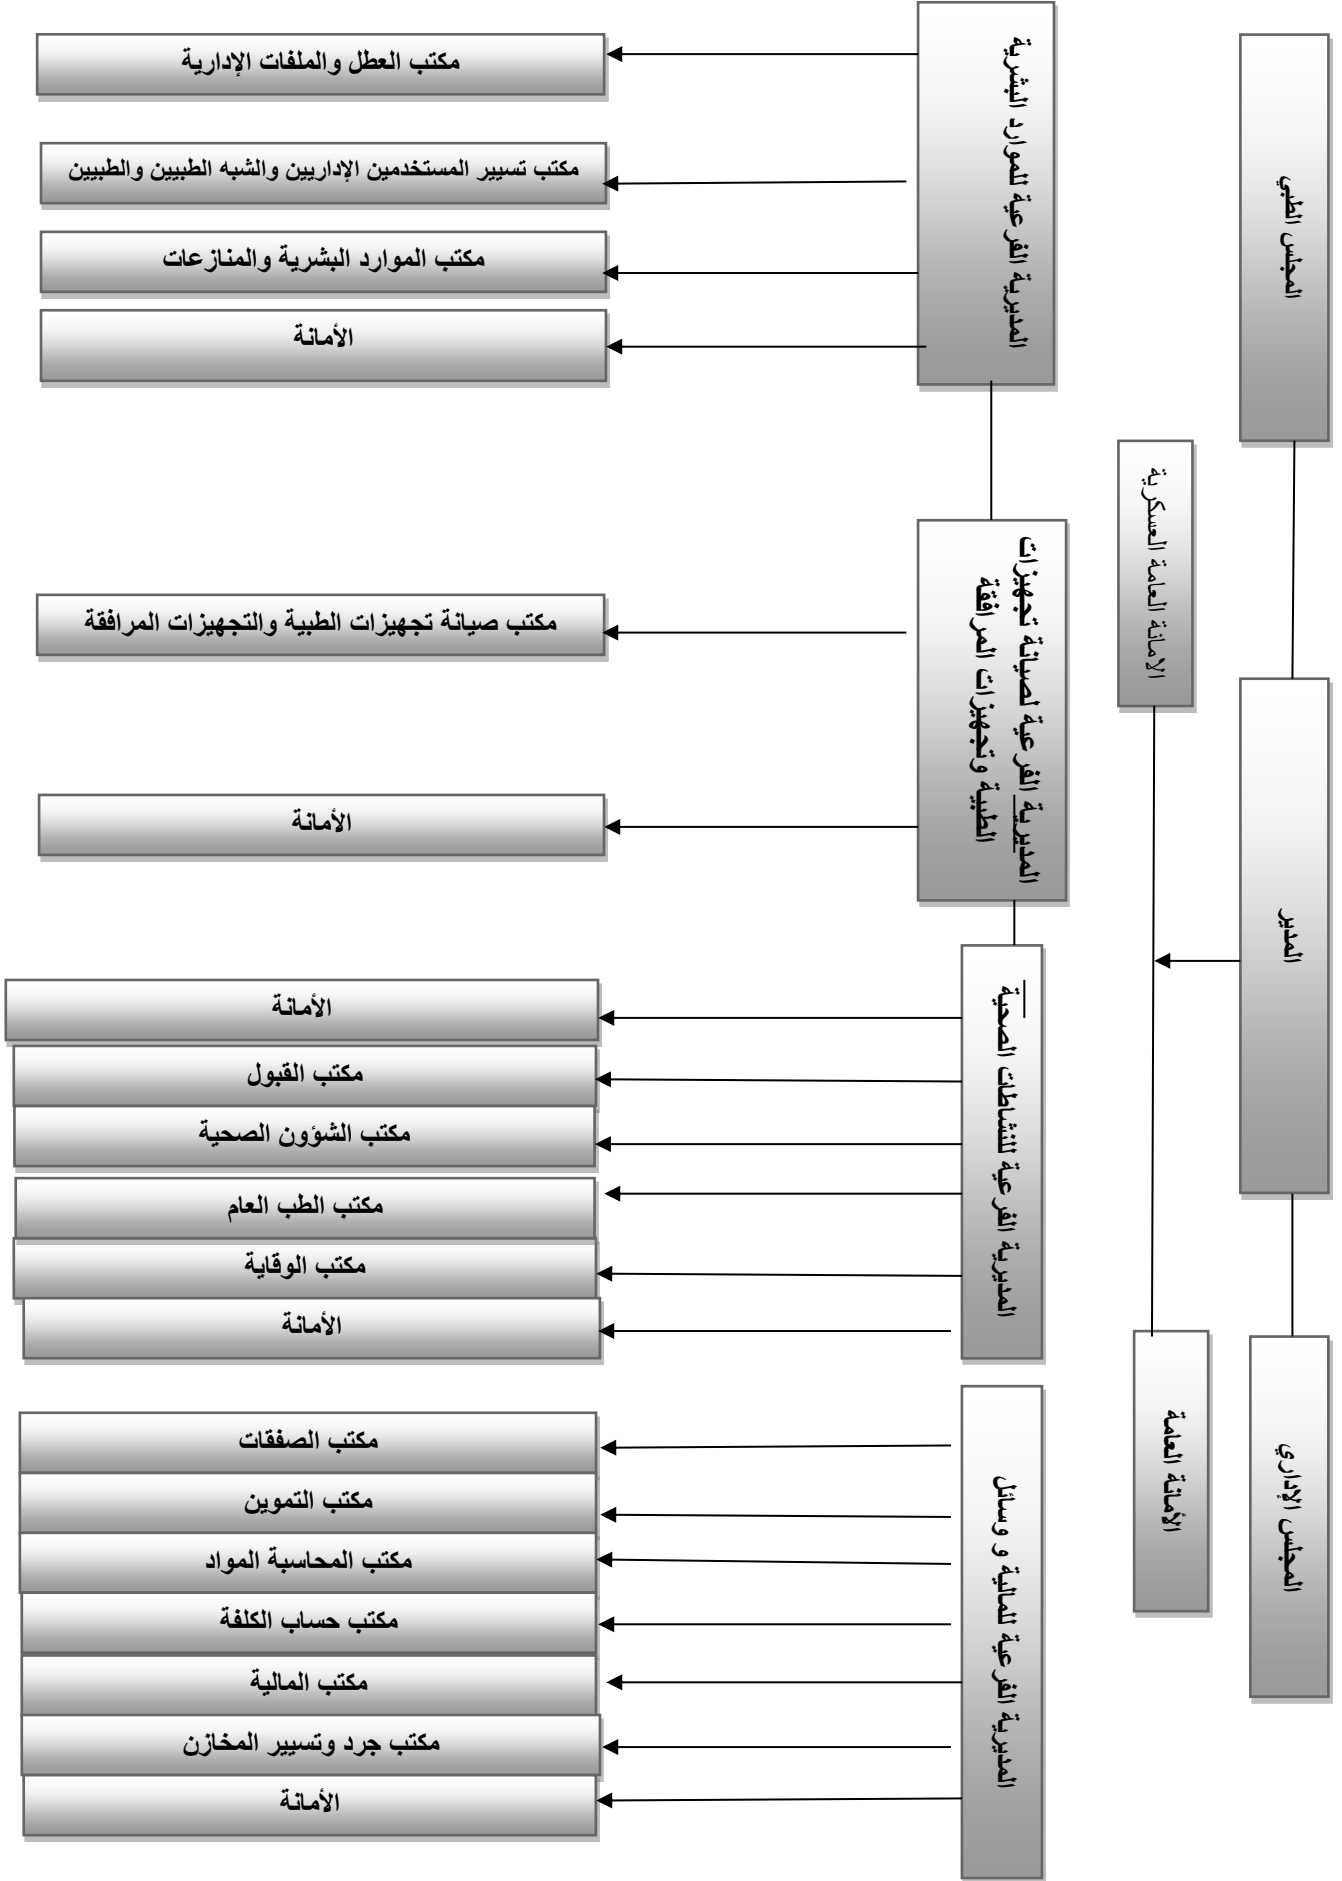 المجلس الطبي
المدير
المجلس الإداري
الامانة العامة العسكرية
الأمانة العامة
المديرية الفرعية للموارد البشرية
مكتب العطل والملفات الإدارية
مكتب تسيير المستخدمين الإداريين والشبه الطبيين والطبيين
مكتب الموارد البشرية والمنازعات
الأمانة
المديرية الفرعية لصيانة تجهيزات
الطبية وتجهيزات المرافقة
مكتب صيانة تجهيزات الطبية والتجهيزات المرافقة
الأمانة
المديرية الفرعية للنشاطات الصحية
الأمانة
مكتب القبول
مكتب الشؤون الصحية
مكتب الطب العام
مكتب الوقاية
الأمانة
المديرية الفرعية للمالية و وسائل
مكتب الصفقات
مكتب التموين
مكتب المحاسبة المواد
مكتب حساب الكلفة
مكتب المالية
مكتب جرد وتسيير المخازن
الأمانة